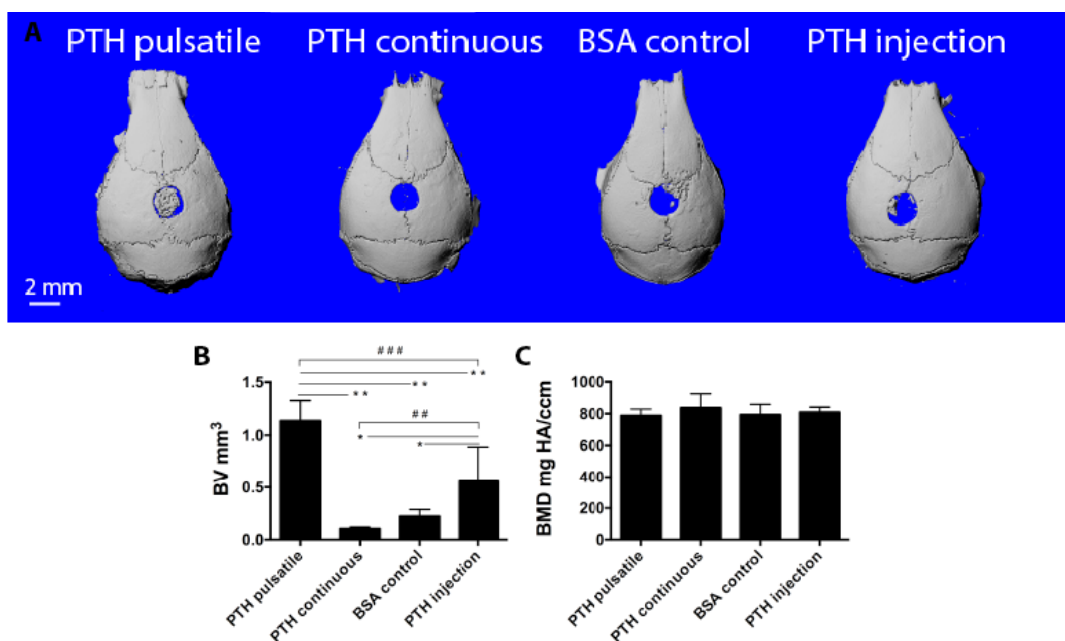 A
PTH pulsatile PTH continuous BSA control PTH injection
2 mm
B
# # #
* *
* *
* *
# #
*
*
1.5
1.0
0.5
0.0
BV mm³
PTH pulsatile
PTH continuous
BSA control
PTH injection
C
1000
800
600
400
200
0
BMD mg HA/ccm
PTH pulsatile
PTH continuous
BSA control
PTH injection